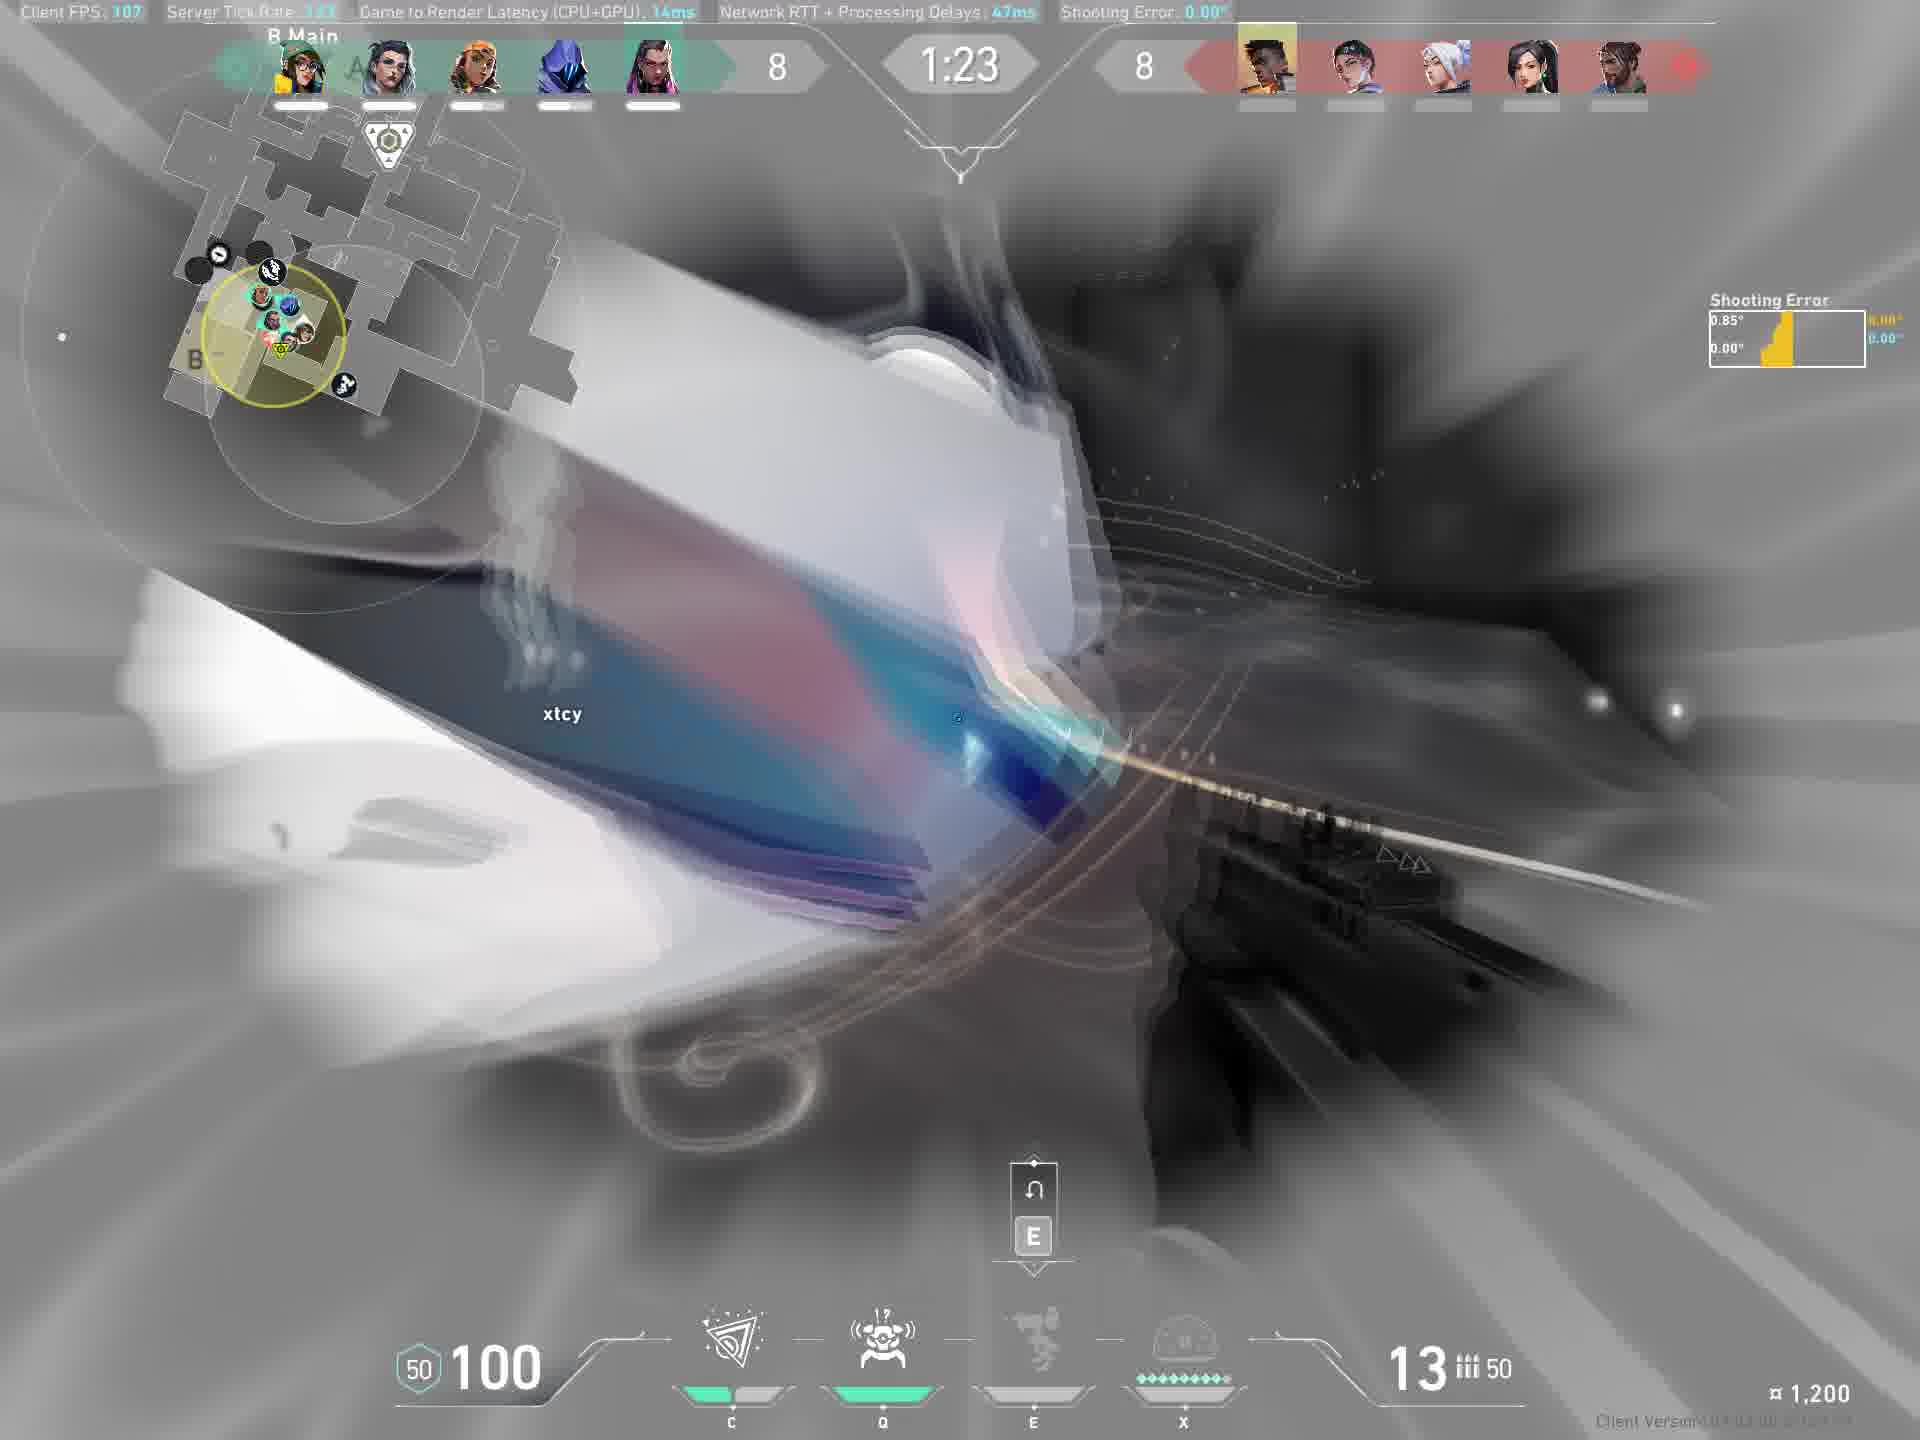 Client FPS: 107 Server Tick Rate: Game to Render Latency (CPU+GPU): 14ms Network RTT + Processing Delays: 47ms Shooting Error: 0.00°
B Main
A
8
1:23
8
B
Shooting Error
0.85°
0.00°
0.00°
0.00°
xtcy
E
50 100
13 50
¤ 1,200
C
Q
E
X
Client Version